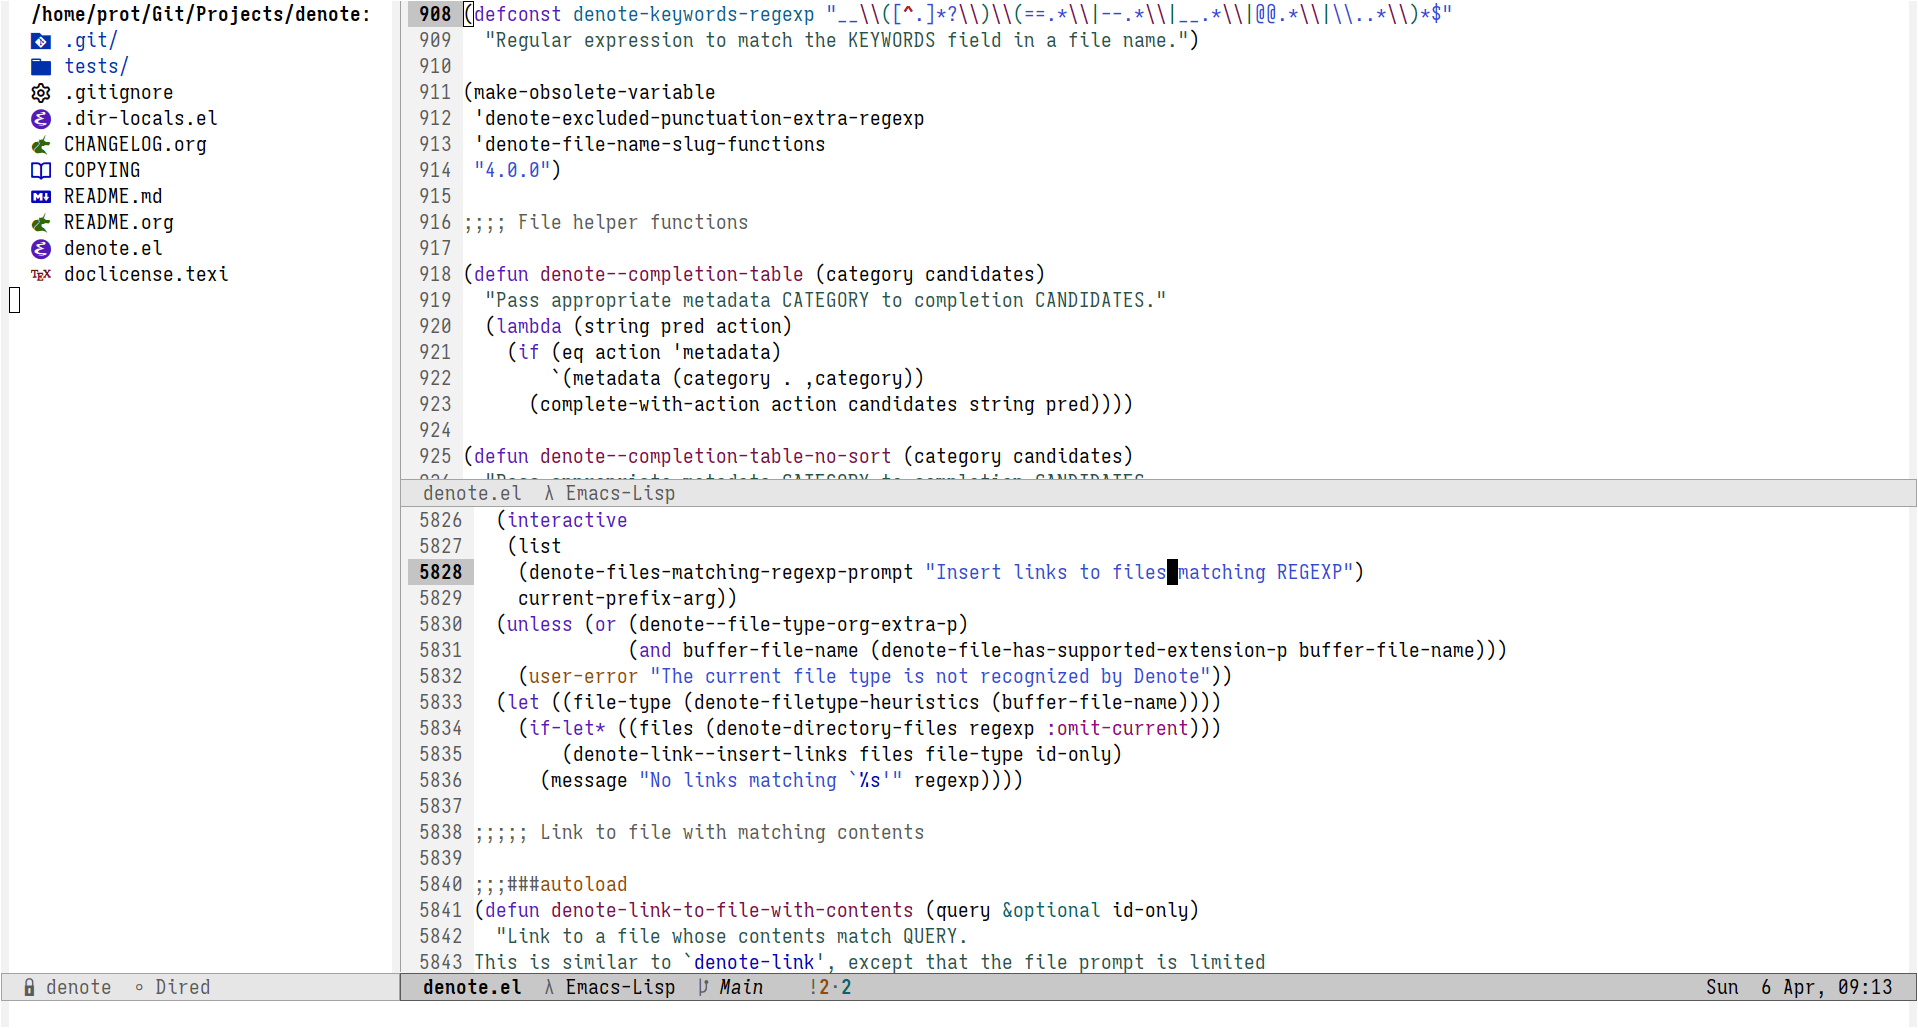 /home/prot/Git/Projects/denote:
.git/
tests/
.gitignore
.dir-locals.el
CHANGELOG.org
COPYING
README.md
README.org
denote.el
doclicense.texi
denote ∘ Dired
908 (defconst denote-keywords-regexp "__\\([^.]*?\\)\\(==.*\\|--.*\\|__.*\\|@@.*\\|\\..*\\)*$"
909   "Regular expression to match the KEYWORDS field in a file name.")
910
911 (make-obsolete-variable
912  'denote-excluded-punctuation-extra-regexp
913  'denote-file-name-slug-functions
914  "4.0.0")
915
916 ;;;; File helper functions
917
918 (defun denote--completion-table (category candidates)
919   "Pass appropriate metadata CATEGORY to completion CANDIDATES."
920   (lambda (string pred action)
921     (if (eq action 'metadata)
922         `(metadata (category . ,category))
923       (complete-with-action action candidates string pred))))
924
925 (defun denote--completion-table-no-sort (category candidates)
926   "Pass appropriate metadata CATEGORY to completion CANDIDATES
denote.el  λ Emacs-Lisp
5826   (interactive
5827    (list
5828     (denote-files-matching-regexp-prompt "Insert links to files matching REGEXP")
5829     current-prefix-arg))
5830   (unless (or (denote--file-type-org-extra-p)
5831               (and buffer-file-name (denote-file-has-supported-extension-p buffer-file-name)))
5832     (user-error "The current file type is not recognized by Denote"))
5833   (let ((file-type (denote-filetype-heuristics (buffer-file-name))))
5834     (if-let* ((files (denote-directory-files regexp :omit-current)))
5835         (denote-link--insert-links files file-type id-only)
5836       (message "No links matching `%s'" regexp))))
5837
5838 ;;;;; Link to file with matching contents
5839
5840 ;;;###autoload
5841 (defun denote-link-to-file-with-contents (query &optional id-only)
5842   "Link to a file whose contents match QUERY.
5843 This is similar to `denote-link', except that the file prompt is limited
denote.el  λ Emacs-Lisp  Main  !2·2  Sun  6 Apr, 09:13